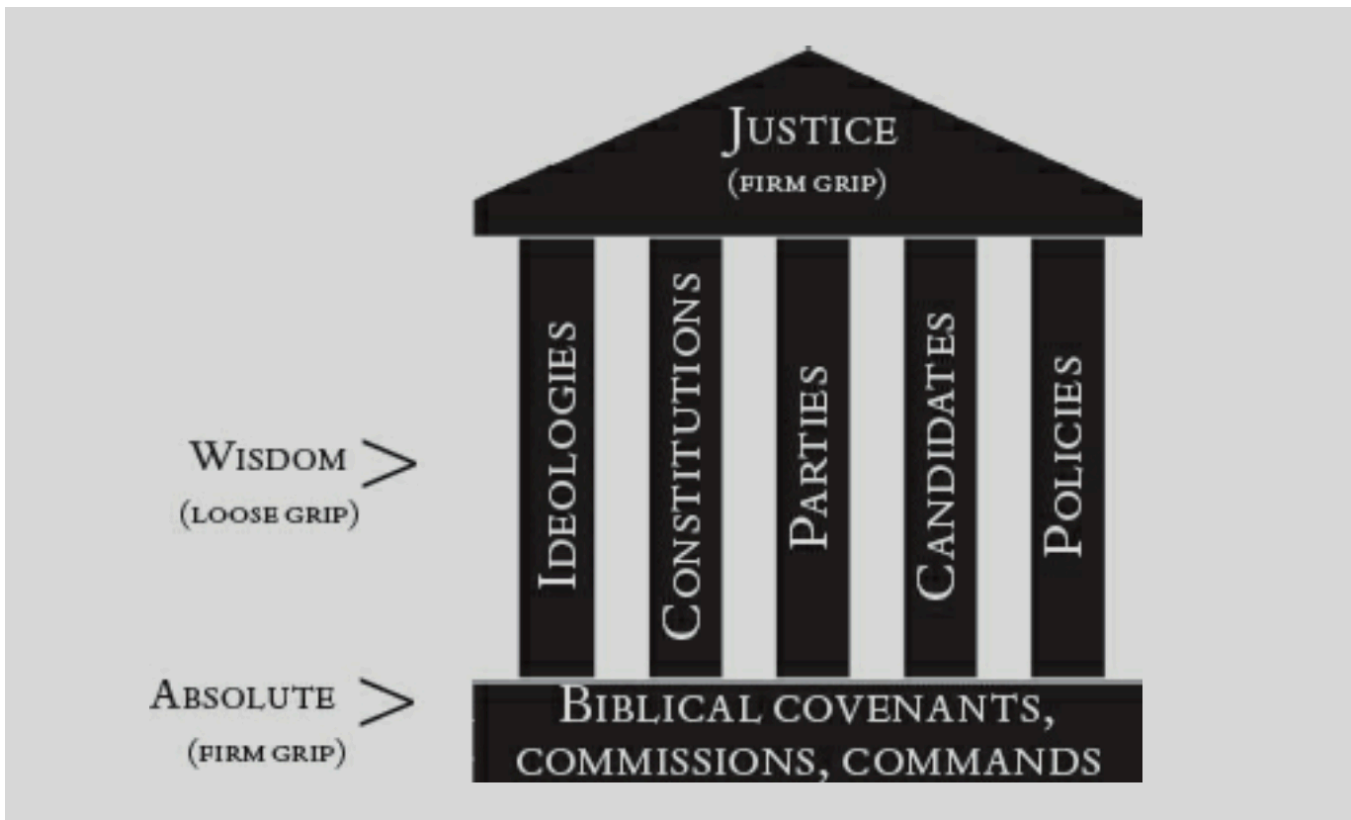 Justice
(firm grip)
Ideologies
Constitutions
Parties
Candidates
Policies
Wisdom >
(loose grip)
Absolute >
(firm grip)
Biblical covenants,
commissions, commands